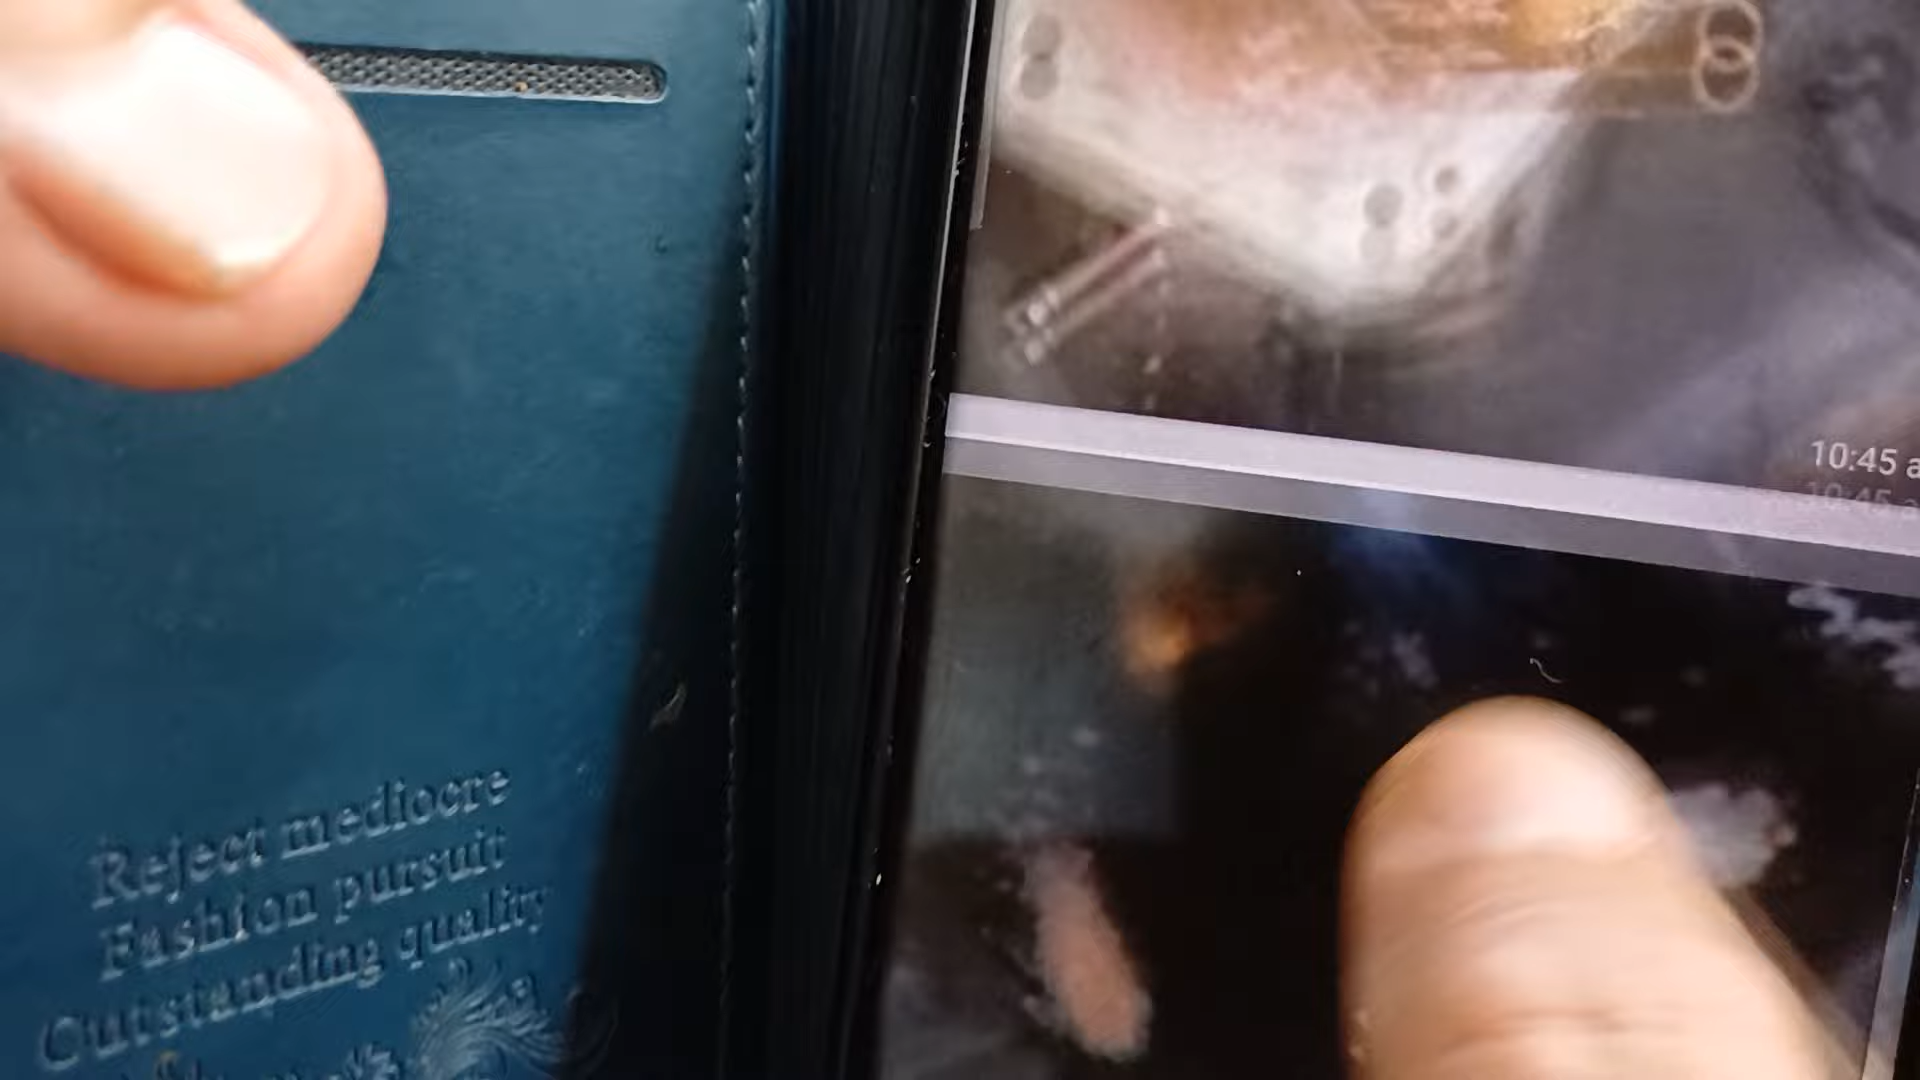 Reject mediocre
Fashion pursuit
Outstanding quality
10:45 a